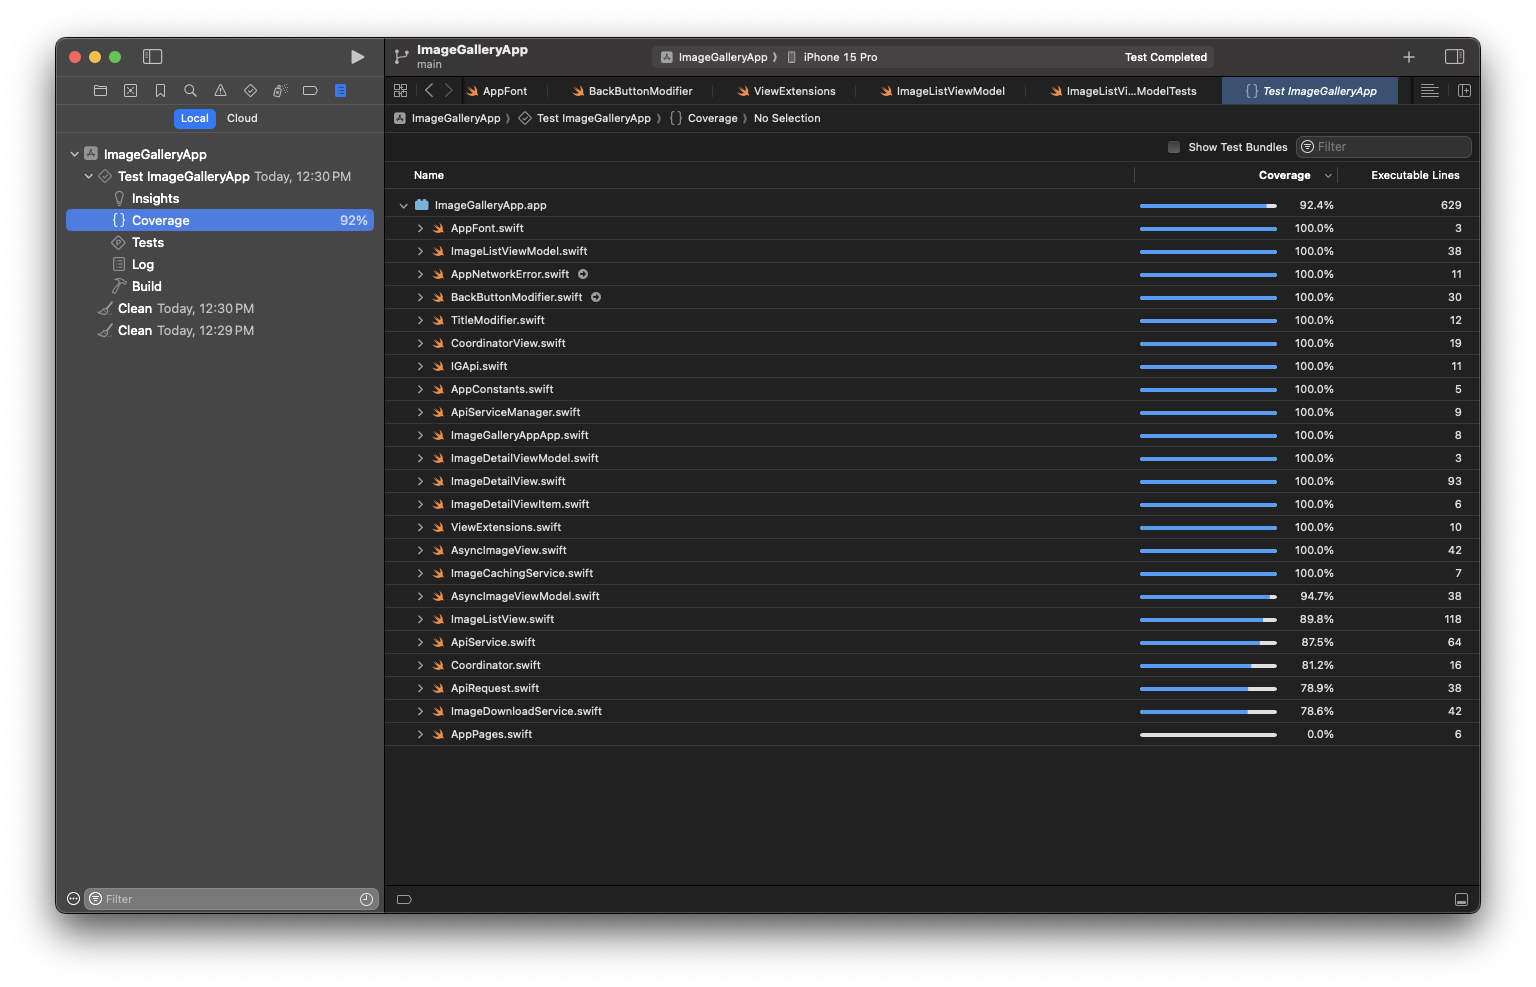 ImageGalleryApp
main
ImageGalleryApp
iPhone 15 Pro
Test Completed
AppFont
BackButtonModifier
ViewExtensions
ImageListViewModel
ImageListVi...ModelTests
Test ImageGalleryApp
Local
Cloud
ImageGalleryApp
Test ImageGalleryApp
Coverage
No Selection
Show Test Bundles
Filter
ImageGalleryApp
Test ImageGalleryApp Today, 12:30 PM
Insights
Coverage 92%
Tests
Log
Build
Clean Today, 12:30 PM
Clean Today, 12:29 PM
Filter
Name Coverage Executable Lines
ImageGalleryApp.app 92.4% 629
AppFont.swift 100.0% 3
ImageListViewModel.swift 100.0% 38
AppNetworkError.swift 100.0% 11
BackButtonModifier.swift 100.0% 30
TitleModifier.swift 100.0% 12
CoordinatorView.swift 100.0% 19
IGApi.swift 100.0% 11
AppConstants.swift 100.0% 5
ApiServiceManager.swift 100.0% 9
ImageGalleryAppApp.swift 100.0% 8
ImageDetailViewModel.swift 100.0% 3
ImageDetailView.swift 100.0% 93
ImageDetailViewItem.swift 100.0% 6
ViewExtensions.swift 100.0% 10
AsyncImageView.swift 100.0% 42
ImageCachingService.swift 100.0% 7
AsyncImageViewModel.swift 94.7% 38
ImageListView.swift 89.8% 118
ApiService.swift 87.5% 64
Coordinator.swift 81.2% 16
ApiRequest.swift 78.9% 38
ImageDownloadService.swift 78.6% 42
AppPages.swift 0.0% 6